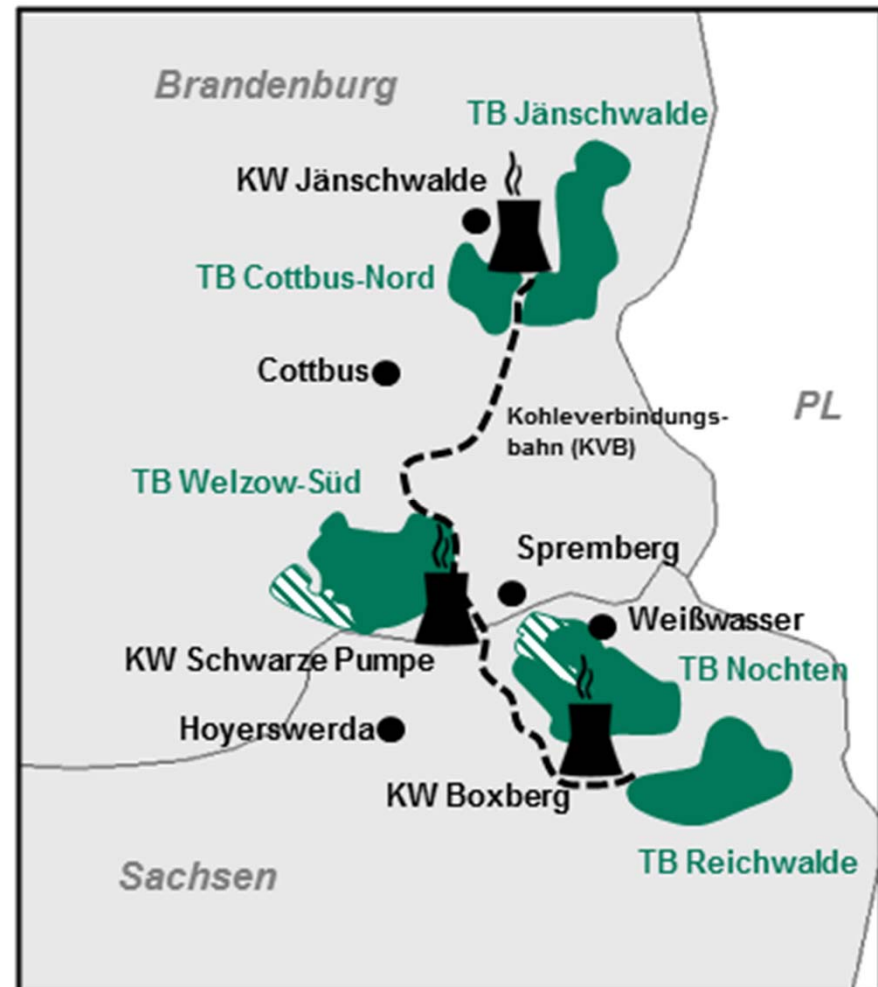 Brandenburg
TB Jänschwalde
KW Jänschwalde
TB Cottbus-Nord
Cottbus
PL
Kohleverbindungs-
bahn (KVB)
TB Welzow-Süd
Spremberg
Weißwasser
KW Schwarze Pumpe
TB Nochten
Hoyerswerda
KW Boxberg
TB Reichwalde
Sachsen